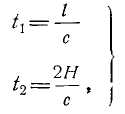 t₁ = l/c
t₂ = 2H/c ,